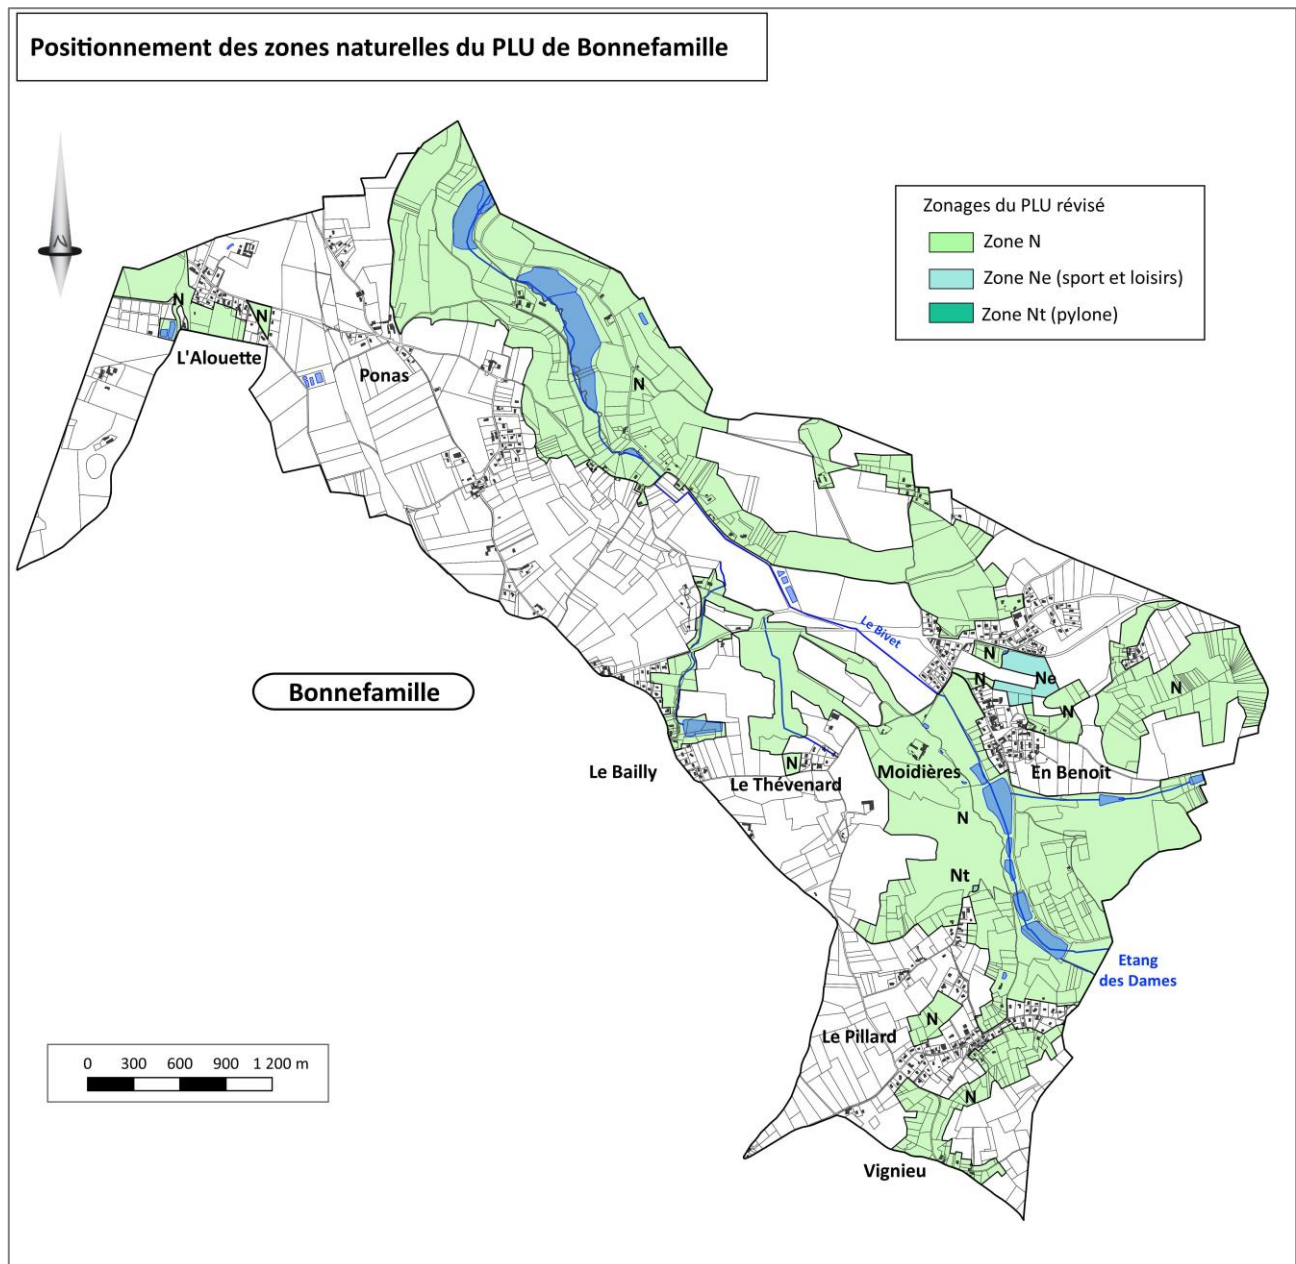 Positionnement des zones naturelles du PLU de Bonnefamille
N
Zonages du PLU révisé
Zone N
Zone Ne (sport et loisirs)
Zone Nt (pylone)
N
N
L'Alouette
Ponas
N
Le Bivet
N
Ne
N
N
N
Bonnefamille
Le Bailly
N
Le Thévenard
Moidières
En Benoit
N
Nt
Etang
des Dames
N
Le Pillard
N
Vignieu
0 300 600 900 1 200 m